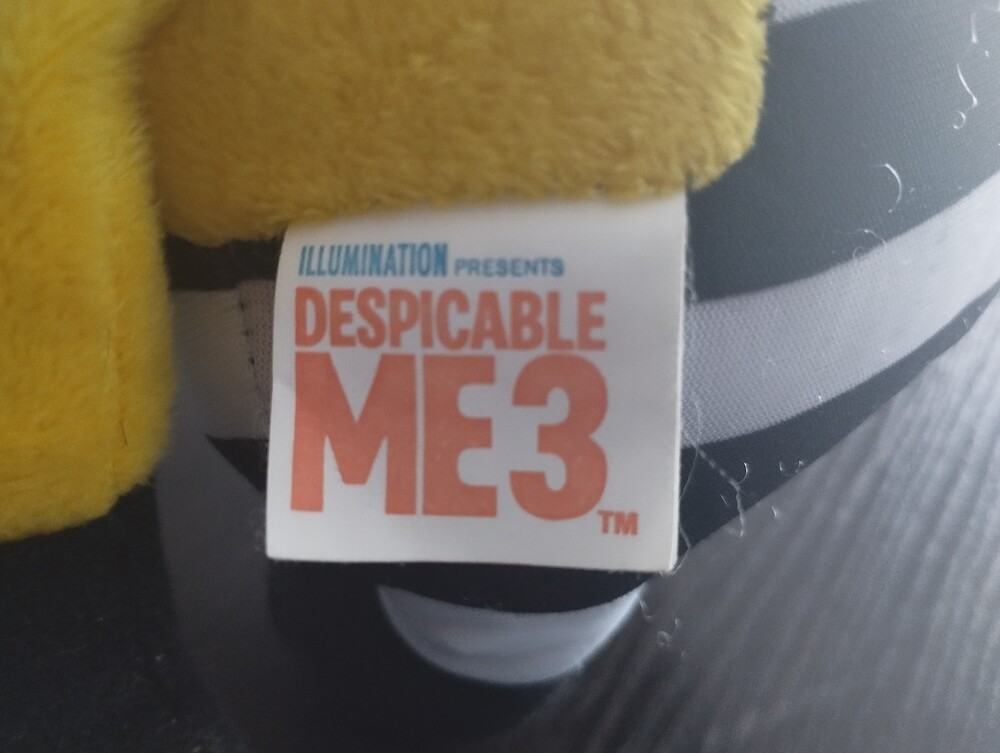 ILLUMINATION PRESENTS
DESPICABLE
ME3
TM